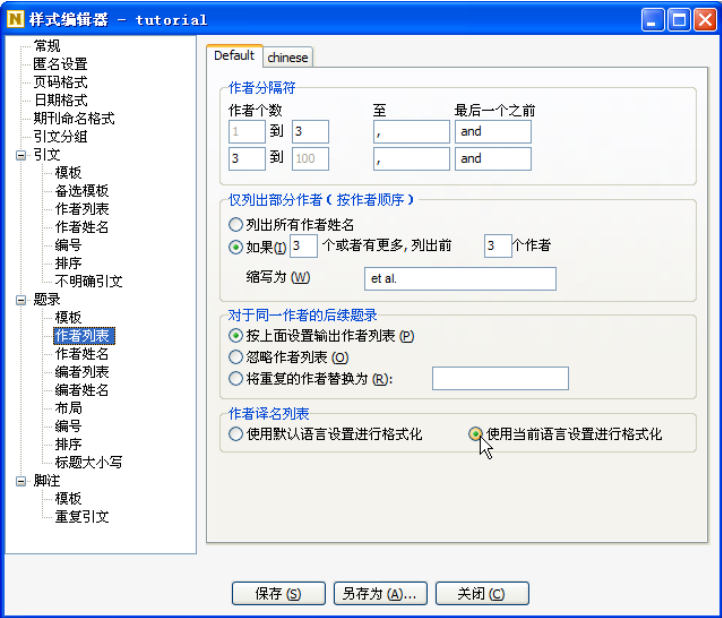 N 样式编辑器 - tutorial
常规
匿名设置
页码格式
日期格式
期刊命名格式
引文分组
引文
模板
备选模板
作者列表
作者姓名
编号
排序
不明确引文
题录
模板
作者列表
作者姓名
编者列表
编者姓名
布局
编号
排序
标题大小写
脚注
模板
重复引文
Default chinese
作者分隔符
作者个数 至 最后一个之前
1 到 3 , and
3 到 100 , and
仅列出部分作者(按作者顺序)
列出所有作者姓名
如果(I) 3 个或者有更多, 列出前 3 个作者
缩写为 (W) et al.
对于同一作者的后续题录
按上面设置输出作者列表 (P)
忽略作者列表 (O)
将重复的作者替换为 (R):
作者译名列表
使用默认语言设置进行格式化 使用当前语言设置进行格式化
保存 (S) 另存为 (A)... 关闭 (C)